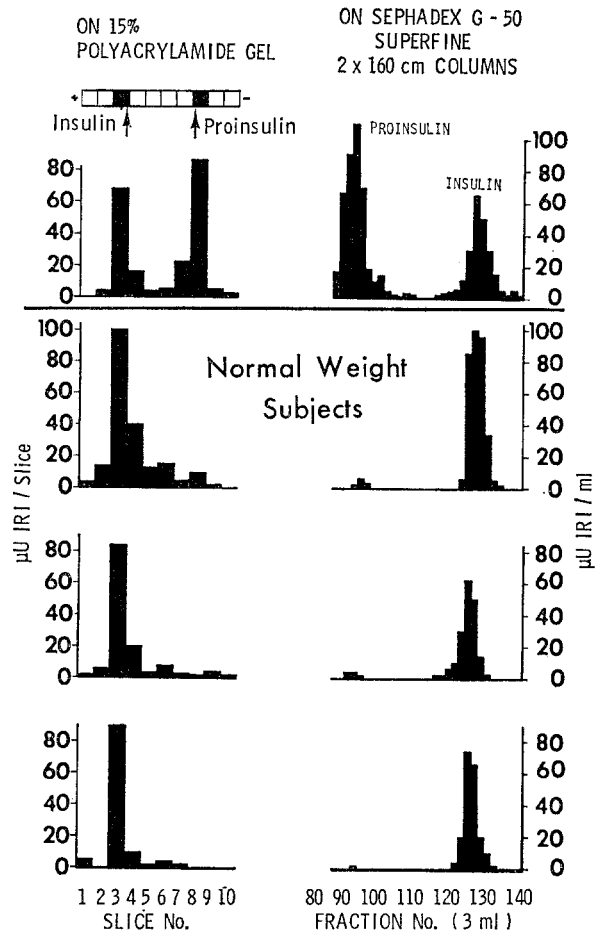 ON 15%
POLYACRYLAMIDE GEL
ON SEPHADEX G-50
SUPERFINE
2 x 160 cm COLUMNS
+ -
Insulin Proinsulin
PROINSULIN
INSULIN
80
60
40
20
0
100
80
60
40
20
0
Normal Weight
Subjects
100
80
60
40
20
0
100
80
60
40
20
0
µU IRI / Slice
µU IRI / ml
80
60
40
20
0
80
60
40
20
0
80
60
40
20
0
80
60
40
20
0
1 2 3 4 5 6 7 8 9 10
SLICE No.
80 90 100 110 120 130 140
FRACTION No. (3 ml)